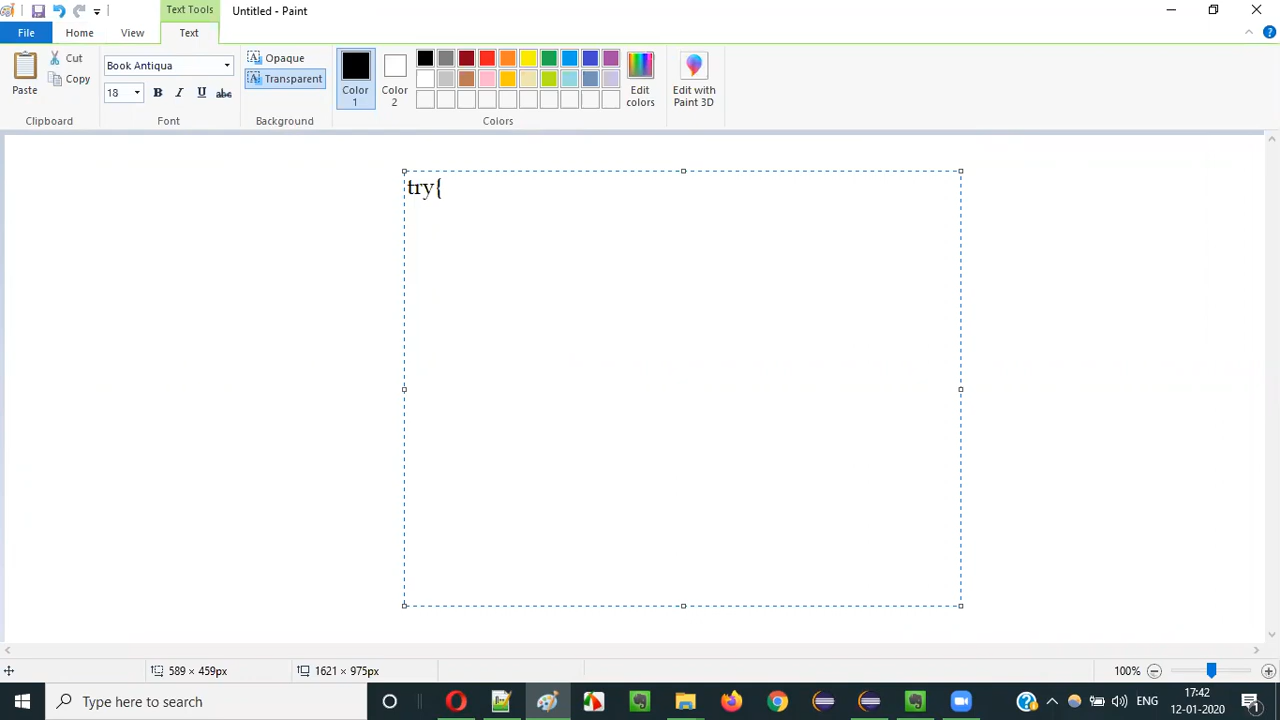 Text Tools
Untitled - Paint
File
Home
View
Text
Paste
Cut
Copy
Clipboard
Book Antiqua
18
B I U abc
Font
Opaque
Transparent
Background
Color 1
Color 2
Edit colors
Colors
Edit with Paint 3D
try{
589 × 459px
1621 × 975px
100%
Type here to search
ENG
17:42
12-01-2020
1